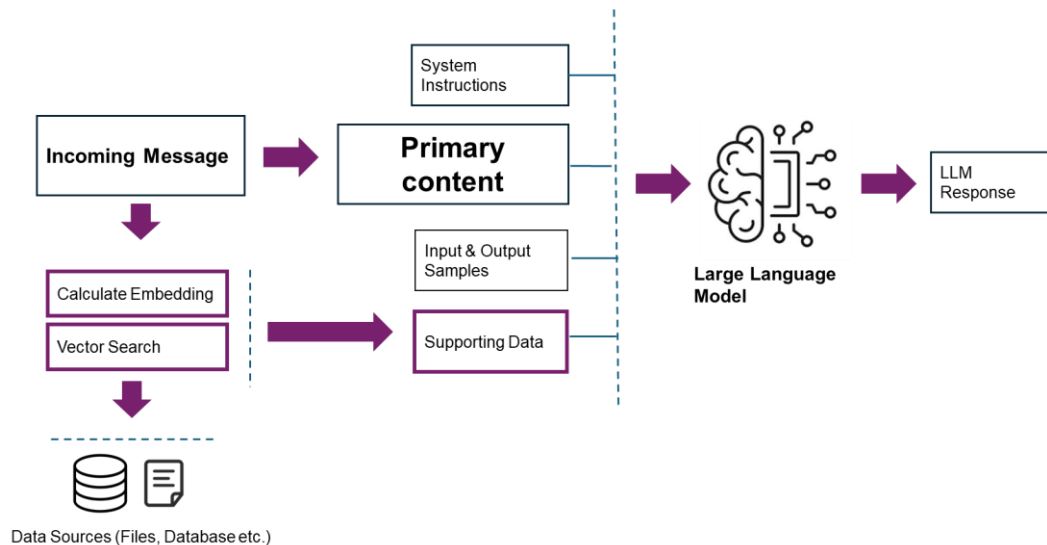 System
Instructions
Incoming Message
Primary
content
LLM
Response
Input & Output
Samples
Large Language
Model
Calculate Embedding
Vector Search
Supporting Data
Data Sources (Files, Database etc.)